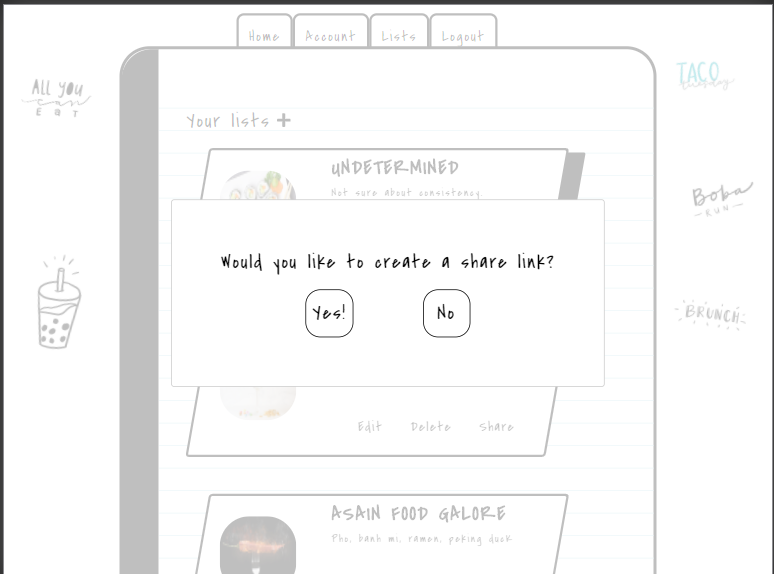 Home Account Lists Logout
ALL YOU
can
EAT
TACO
tuesday
Your lists +
UNDETERMINED
Not sure about consistency.
Boba
RUN
Would you like to create a share link?
Yes! No
BRUNCH
Edit Delete Share
ASAIN FOOD GALORE
Pho, banh mi, ramen, peking duck